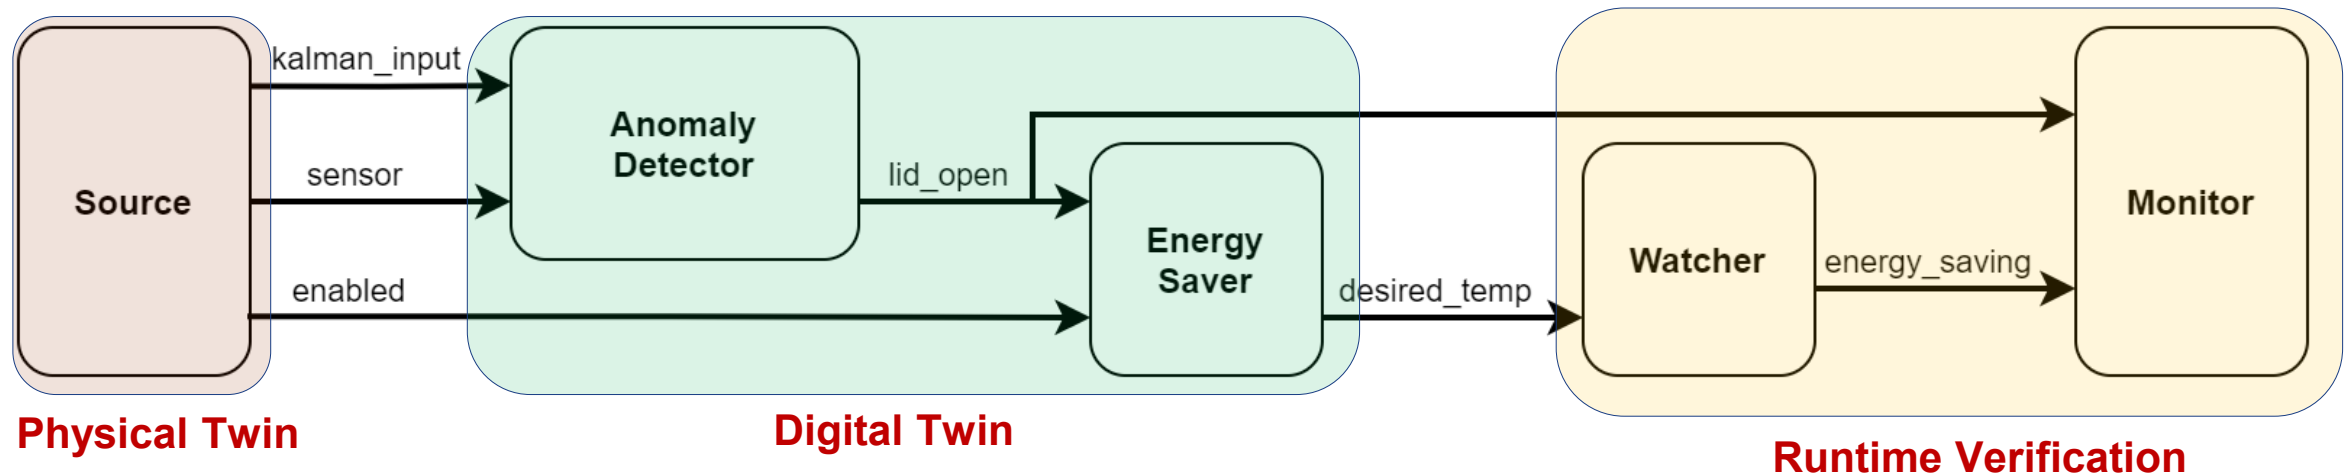 kalman_input
sensor
enabled
Source
Anomaly
Detector
lid_open
Energy
Saver
desired_temp
Watcher
energy_saving
Monitor
Physical Twin
Digital Twin
Runtime Verification